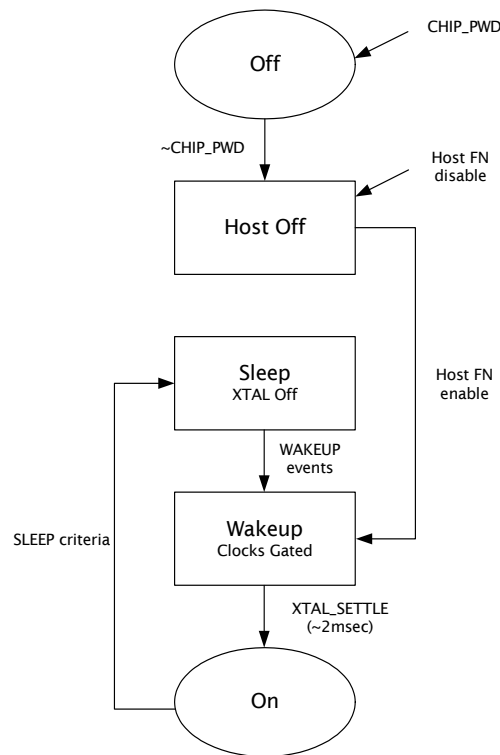 CHIP_PWD
Off
~CHIP_PWD
Host FN
disable
Host Off
Sleep
XTAL Off
Host FN
enable
WAKEUP
events
Wakeup
Clocks Gated
SLEEP criteria
XTAL_SETTLE
(~2msec)
On